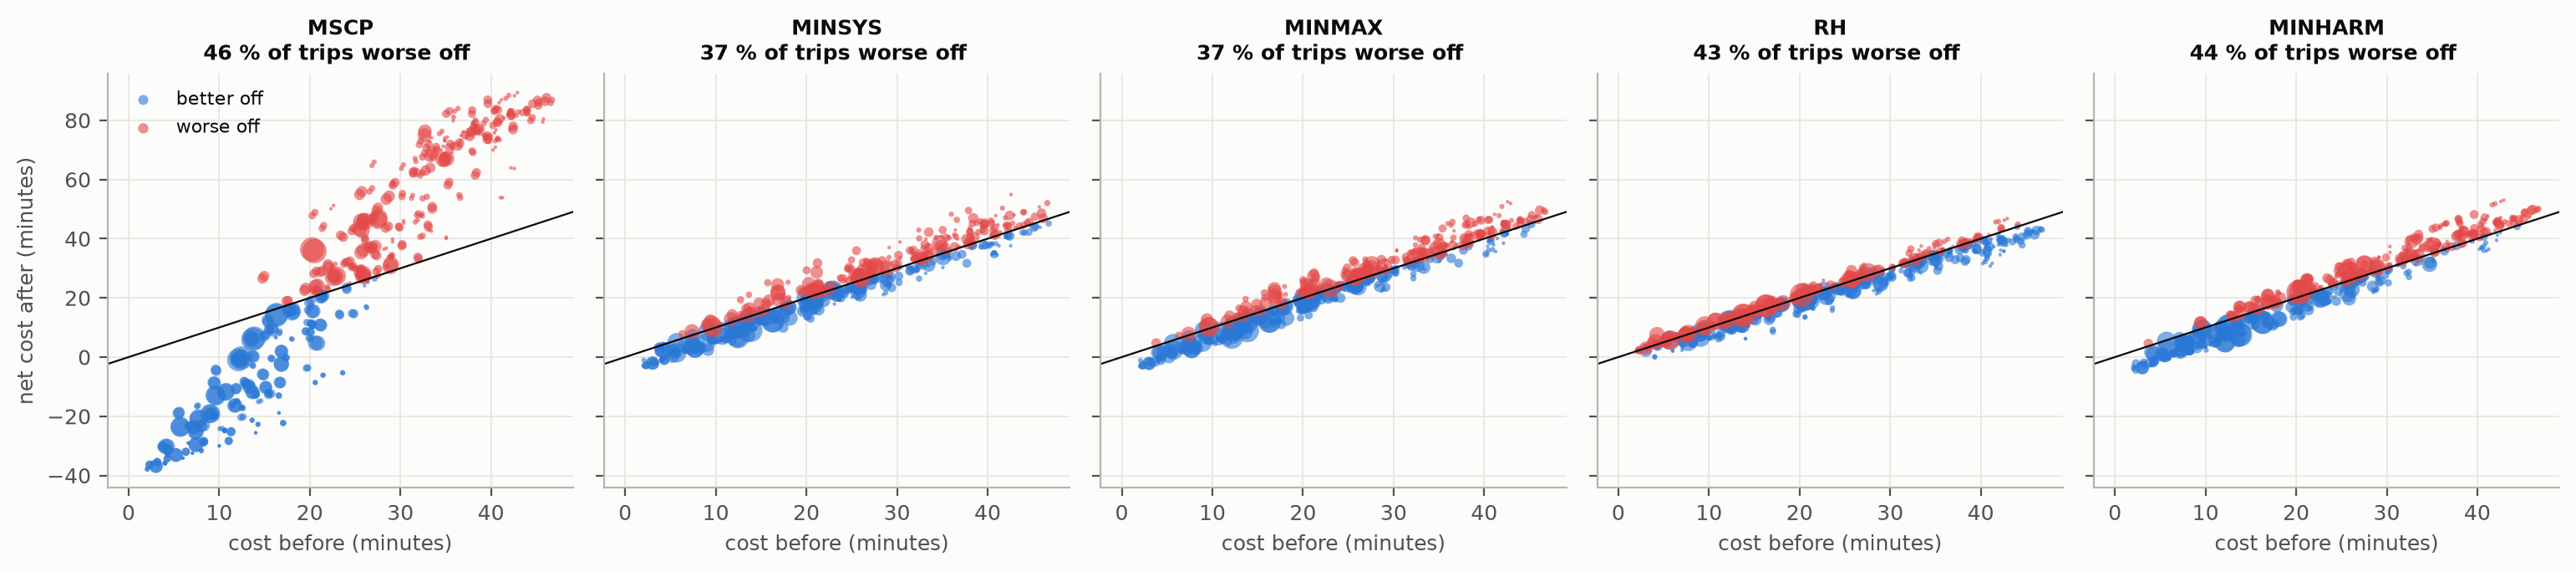 MSCP
46 % of trips worse off
MINSYS
37 % of trips worse off
MINMAX
37 % of trips worse off
RH
43 % of trips worse off
MINHARM
44 % of trips worse off
better off
worse off
net cost after (minutes)
80
60
40
20
0
−20
−40
0 10 20 30 40
0 10 20 30 40
0 10 20 30 40
0 10 20 30 40
0 10 20 30 40
cost before (minutes)
cost before (minutes)
cost before (minutes)
cost before (minutes)
cost before (minutes)